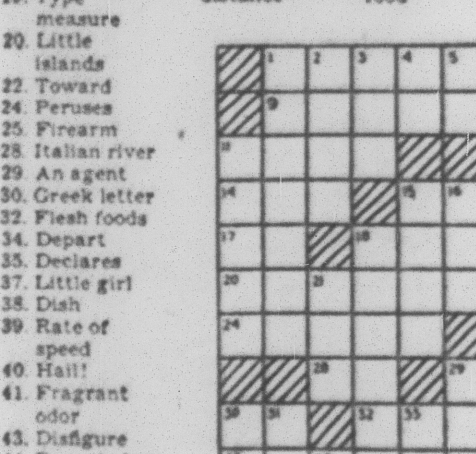 measure
20. Little
islands
22. Toward
24. Peruses
25. Firearm
28. Italian river
29. An agent
30. Greek letter
32. Flesh foods
34. Depart
35. Declares
37. Little girl
38. Dish
39. Rate of
speed
40. Hail!
41. Fragrant
odor
43. Disfigure
1 2 3 4 5
9
14 15 16
17 18
20 21
24
28 29
30 31 32 33